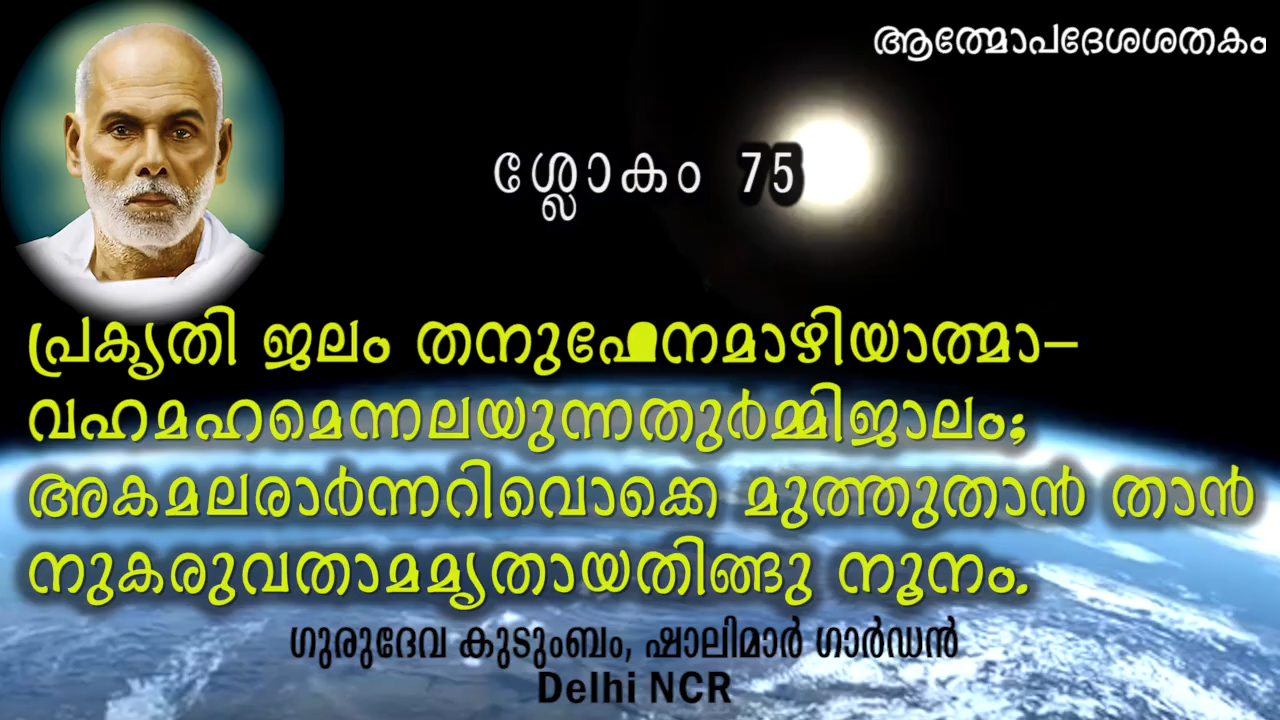 ആത്മോപദേശശതകം
ശ്ലോകം 75
പ്രകൃതി ജലം തനുഫേനമാഴിയാത്മാ-
വഹമഹമെന്നലയുന്നതുർമ്മിജാലം;
അകമലരാർന്നറിവൊക്കെ മുത്തുതാൻ താൻ
നുകരുവതാമമൃതായതിങ്ങു നൂനം.
ഗുരുദേവ കുടുംബം, ഷാലിമാർ ഗാർഡൻ
Delhi NCR